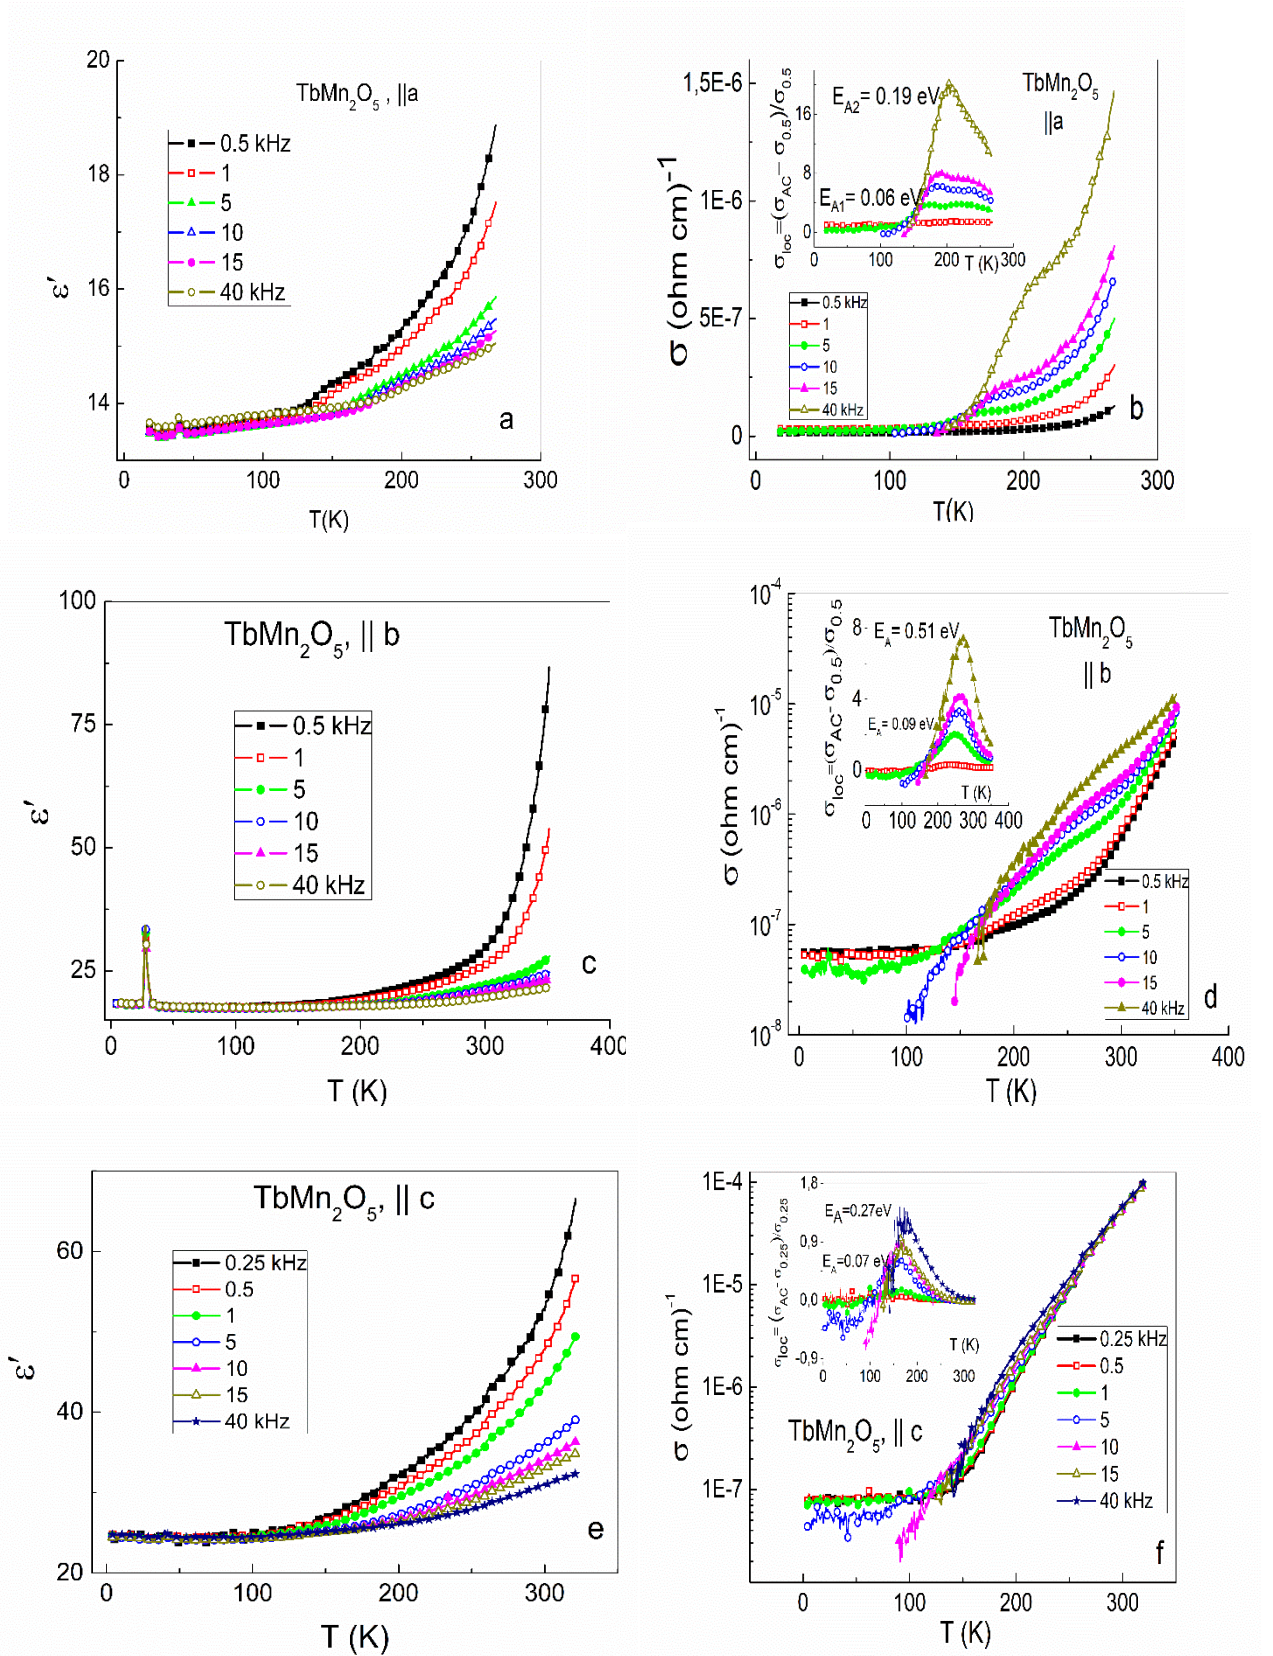 20
18
16
14
ε′
TbMn2O5 , ||a
0.5 kHz
1
5
10
15
40 kHz
a
0
100
200
300
T(K)
1,5E-6
1E-6
5E-7
0
σ (ohm cm)⁻¹
TbMn2O5
||a
EA2= 0.19 eV
EA1= 0.06 eV
σloc=(σAC− σ0.5)/σ0.5
16
8
0
0
100
200
300
T (K)
0.5 kHz
1
5
10
15
40 kHz
b
0
100
200
300
T(K)
100
75
50
25
ε′
TbMn2O5, || b
0.5 kHz
1
5
10
15
40 kHz
c
0
100
200
300
400
T (K)
10⁻⁴
10⁻⁵
10⁻⁶
10⁻⁷
10⁻⁸
σ (ohm cm)⁻¹
TbMn2O5
|| b
EA= 0.51 eV
EA= 0.09 eV
σloc=(σAC- σ0.5)/σ0.5
8
4
0
T (K)
0
100
200
300
400
0.5 kHz
1
5
10
15
40 kHz
d
0
100
200
300
400
T (K)
60
40
20
ε′
TbMn2O5, || c
0.25 kHz
0.5
1
5
10
15
40 kHz
e
0
100
200
300
T (K)
1E-4
1E-5
1E-6
1E-7
σ (ohm cm)⁻¹
1,8
0,9
0,0
-0,9
σloc= (σAC- σ0.25)/σ0.25
EA=0.27eV
EA=0.07 eV
T (K)
0
100
200
300
TbMn2O5, || c
0.25 kHz
0.5
1
5
10
15
40 kHz
f
0
100
200
300
T (K)